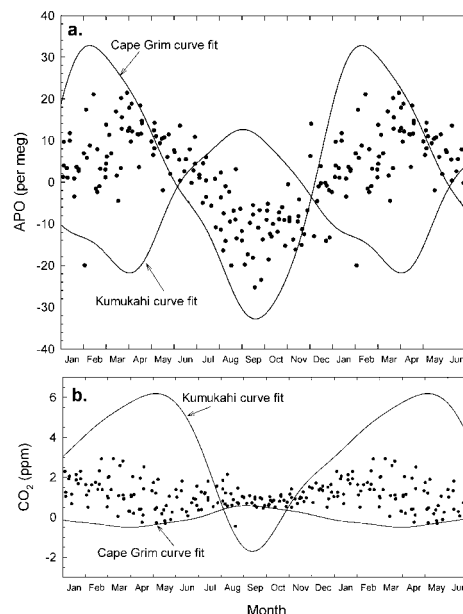 a.
Cape Grim curve fit
40
30
20
10
0
-10
-20
-30
-40
APO (per meg)
Kumukahi curve fit
Jan Feb Mar Apr May Jun Jul Aug Sep Oct Nov Dec Jan Feb Mar Apr May Jun
b.
Kumukahi curve fit
6
4
2
0
-2
CO₂ (ppm)
Cape Grim curve fit
Jan Feb Mar Apr May Jun Jul Aug Sep Oct Nov Dec Jan Feb Mar Apr May Jun
Month